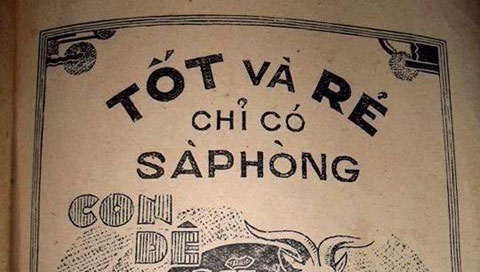 TỐT VÀ RẺ
CHỈ CÓ
SÀPHÒNG
CON
DÊ